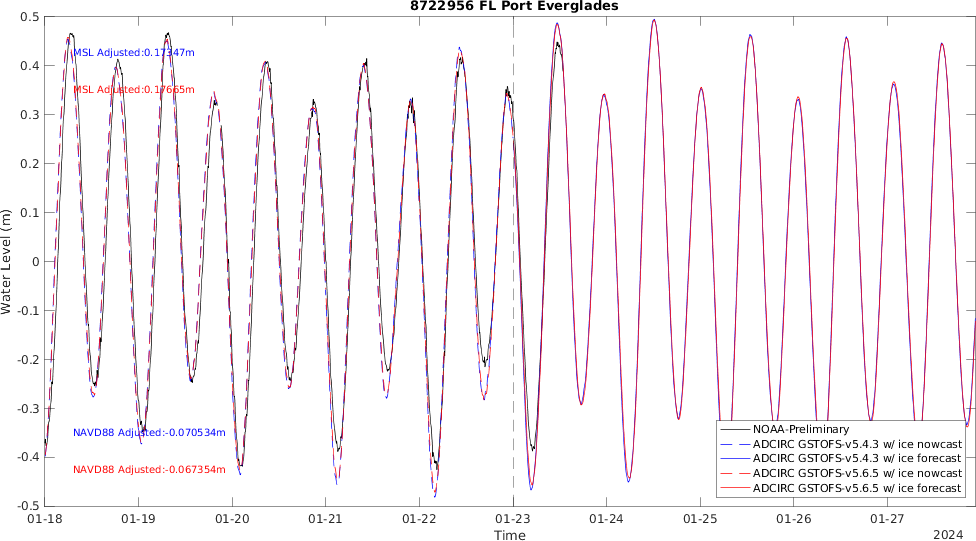 8722956 FL Port Everglades
0.5
0.4
0.3
0.2
0.1
0
-0.1
-0.2
-0.3
-0.4
-0.5
Water Level (m)
MSL Adjusted:0.17347m
MSL Adjusted:0.17665m
NAVD88 Adjusted:-0.070534m
NAVD88 Adjusted:-0.067354m
NOAA-Preliminary
ADCIRC GSTOFS-v5.4.3 w/ ice nowcast
ADCIRC GSTOFS-v5.4.3 w/ ice forecast
ADCIRC GSTOFS-v5.6.5 w/ ice nowcast
ADCIRC GSTOFS-v5.6.5 w/ ice forecast
01-18 01-19 01-20 01-21 01-22 01-23 01-24 01-25 01-26 01-27
Time
2024